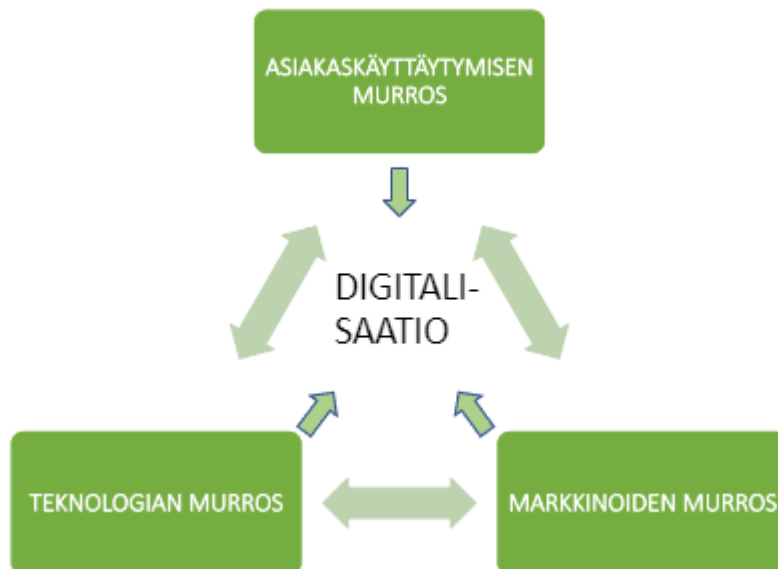 ASIAKASKÄYTTÄYTYMISEN
MURROS
DIGITALI-
SAATIO
TEKNOLOGIAN MURROS
MARKKINOIDEN MURROS